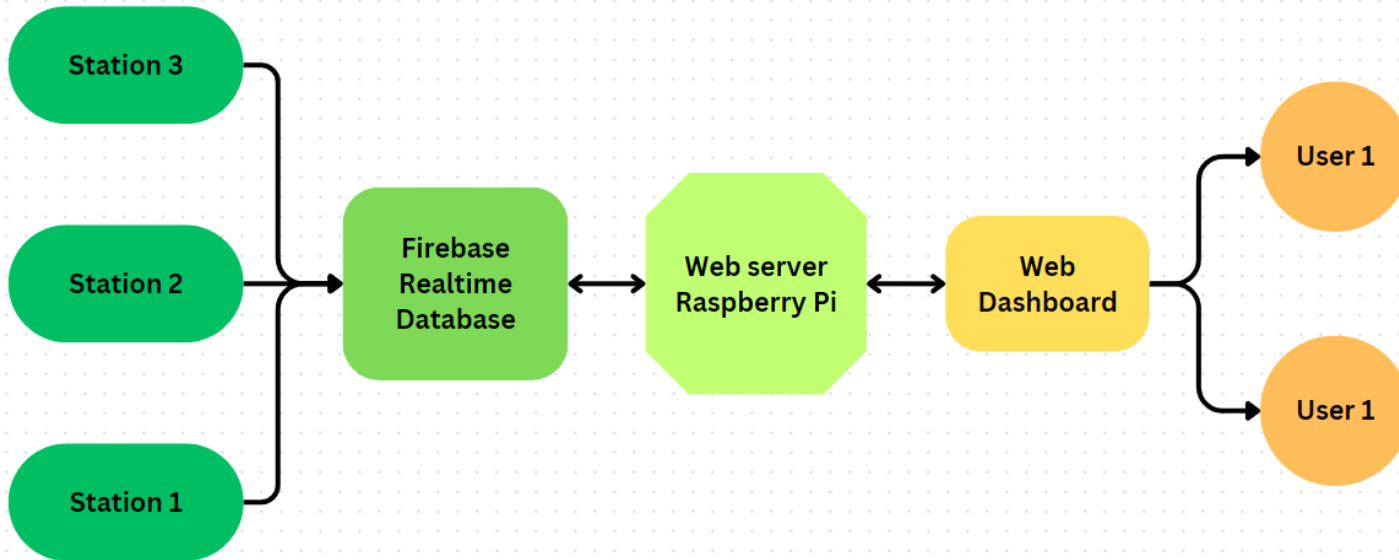 Station 3
Station 2
Station 1
Firebase
Realtime
Database
Web server
Raspberry Pi
Web
Dashboard
User 1
User 1